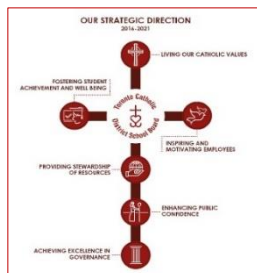 OUR STRATEGIC DIRECTION
2016-2021
LIVING OUR CATHOLIC VALUES
FOSTERING STUDENT
ACHIEVEMENT AND WELL BEING
Toronto Catholic
District School Board
INSPIRING AND
MOTIVATING EMPLOYEES
PROVIDING STEWARDSHIP
OF RESOURCES
ENHANCING PUBLIC
CONFIDENCE
ACHIEVING EXCELLENCE IN
GOVERNANCE